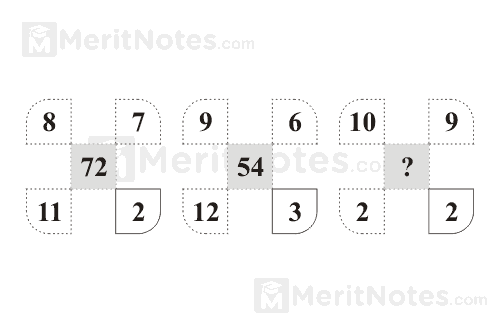 MeritNotes.com
8 7 9 6 10 9
72 54 ?
MeritNotes.com
11 2 12 3 2 2
MeritNotes.com